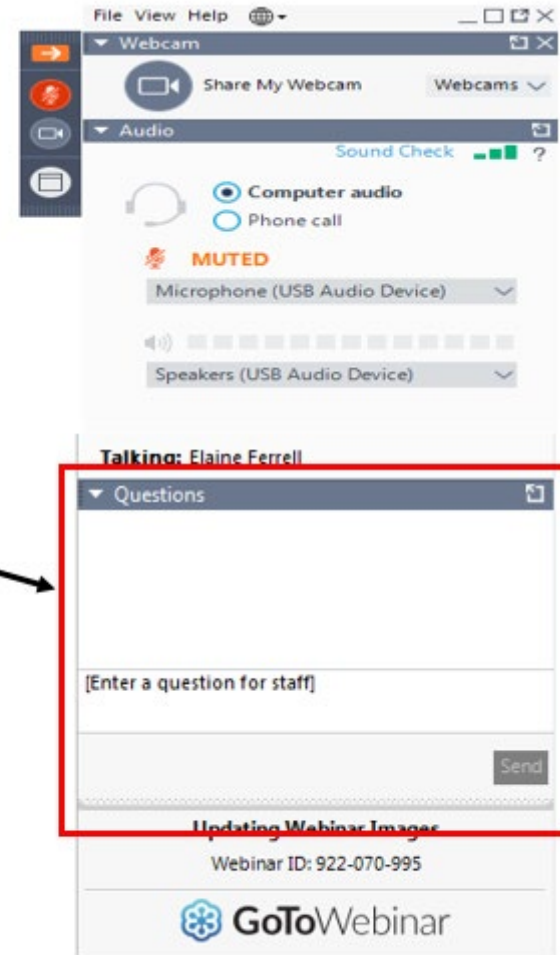 File View Help
Webcam
Share My Webcam Webcams
Audio
Sound Check ?
Computer audio
Phone call
MUTED
Microphone (USB Audio Device)
Speakers (USB Audio Device)
Talking: Elaine Ferrell
Questions
[Enter a question for staff]
Send
Updating Webinar Images
Webinar ID: 922-070-995
GoToWebinar